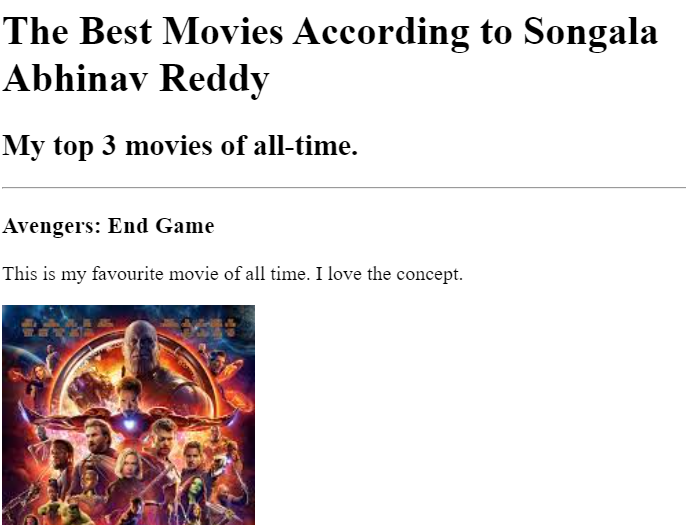 The Best Movies According to Songala
Abhinav Reddy
My top 3 movies of all-time.
Avengers: End Game
This is my favourite movie of all time. I love the concept.